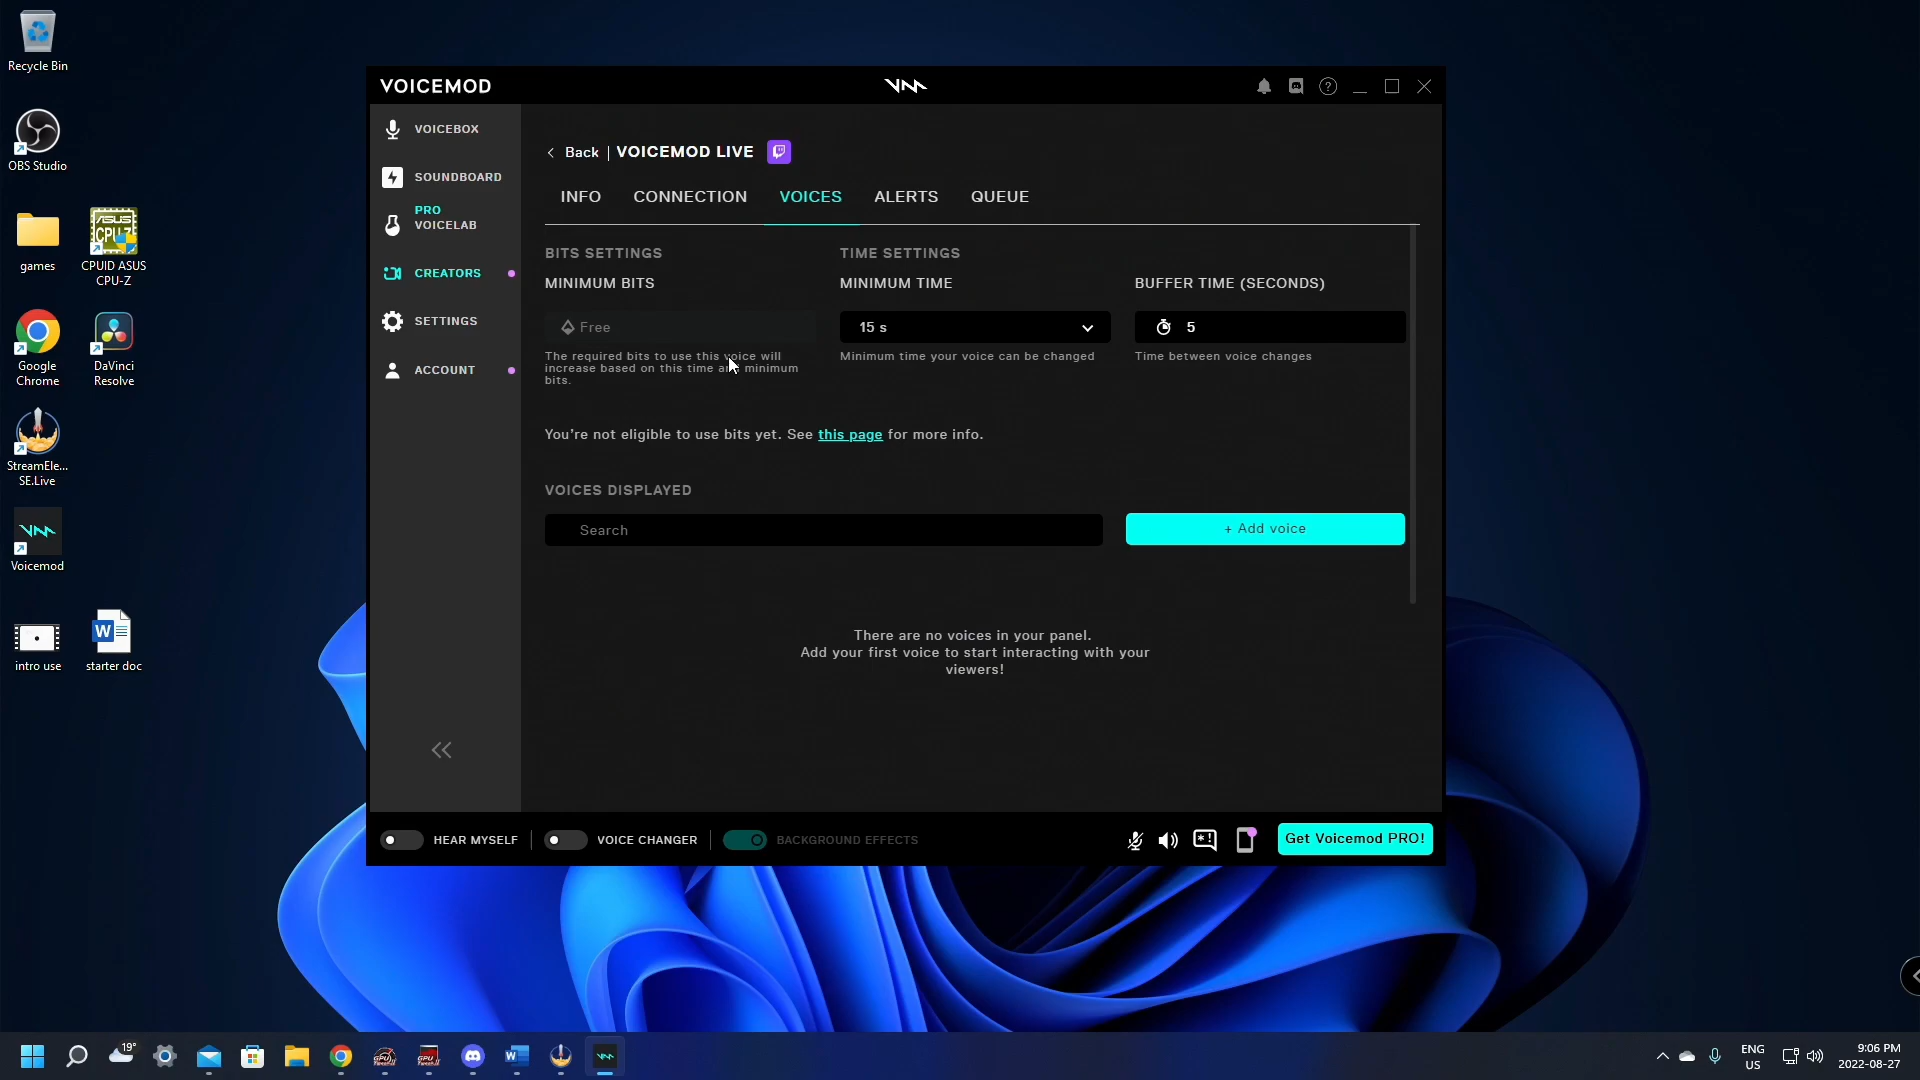 Recycle Bin
OBS Studio
games
CPUID ASUS
CPU-Z
Google
Chrome
DaVinci
Resolve
StreamEle...
SE.Live
Voicemod
intro use
starter doc
VOICEMOD
VOICEBOX
SOUNDBOARD
PRO
VOICELAB
CREATORS
SETTINGS
ACCOUNT
Back | VOICEMOD LIVE
INFO CONNECTION VOICES ALERTS QUEUE
BITS SETTINGS
MINIMUM BITS
Free
The required bits to use this voice will
increase based on this time and minimum
bits.
TIME SETTINGS
MINIMUM TIME
15 s
Minimum time your voice can be changed
BUFFER TIME (SECONDS)
5
Time between voice changes
You're not eligible to use bits yet. See this page for more info.
VOICES DISPLAYED
Search
+ Add voice
There are no voices in your panel.
Add your first voice to start interacting with your
viewers!
HEAR MYSELF
VOICE CHANGER
BACKGROUND EFFECTS
Get Voicemod PRO!
19°
ENG
US
9:06 PM
2022-08-27